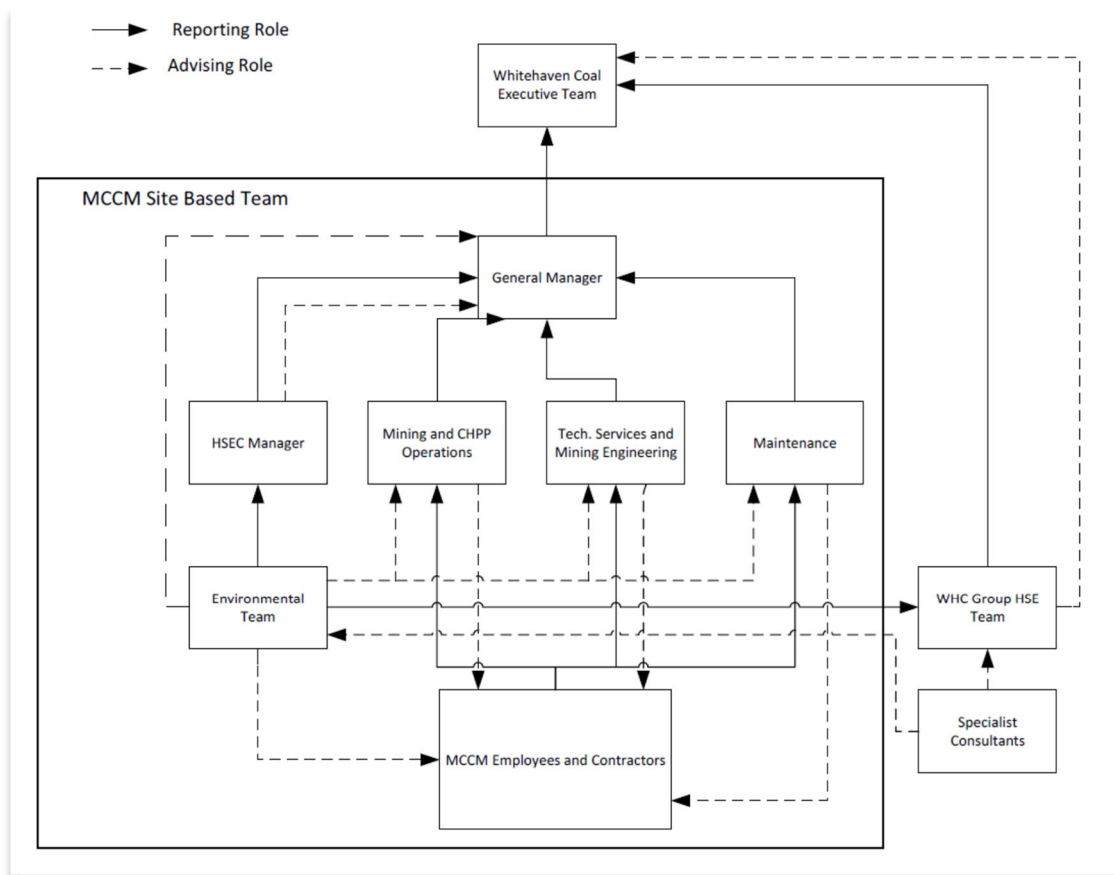 Reporting Role
Advising Role
Whitehaven Coal
Executive Team
MCCM Site Based Team
General Manager
HSEC Manager
Mining and CHPP
Operations
Tech. Services and
Mining Engineering
Maintenance
Environmental
Team
WHC Group HSE
Team
MCCM Employees and Contractors
Specialist
Consultants